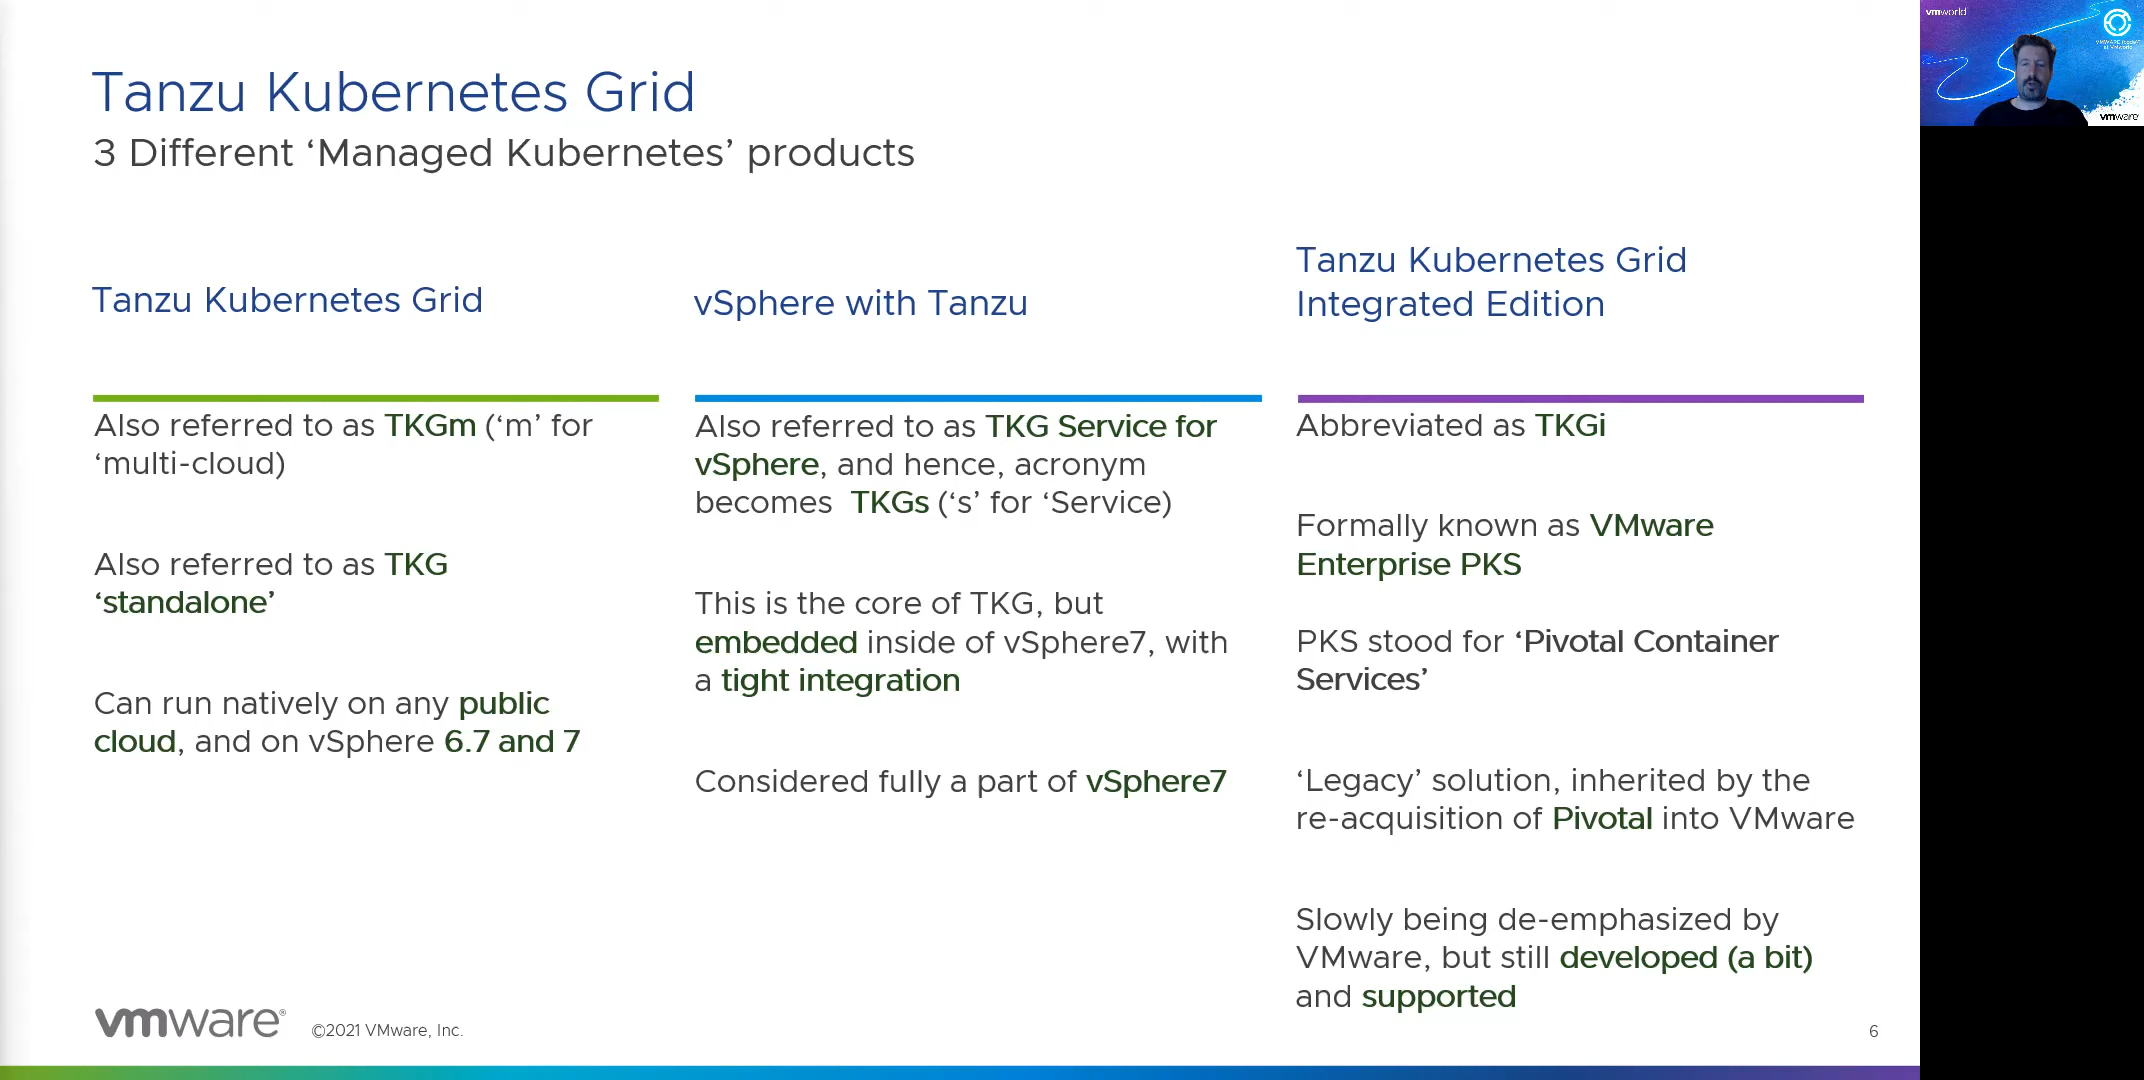 Tanzu Kubernetes Grid
3 Different ‘Managed Kubernetes’ products
Tanzu Kubernetes Grid
Also referred to as TKGm (‘m’ for
‘multi-cloud)
Also referred to as TKG
‘standalone’
Can run natively on any public
cloud, and on vSphere 6.7 and 7
vSphere with Tanzu
Also referred to as TKG Service for
vSphere, and hence, acronym
becomes TKGs (‘s’ for ‘Service)
This is the core of TKG, but
embedded inside of vSphere7, with
a tight integration
Considered fully a part of vSphere7
Tanzu Kubernetes Grid
Integrated Edition
Abbreviated as TKGi
Formally known as VMware
Enterprise PKS
PKS stood for ‘Pivotal Container
Services’
‘Legacy’ solution, inherited by the
re-acquisition of Pivotal into VMware
Slowly being de-emphasized by
VMware, but still developed (a bit)
and supported
vmware®
©2021 VMware, Inc.
6
vmworld
vmware